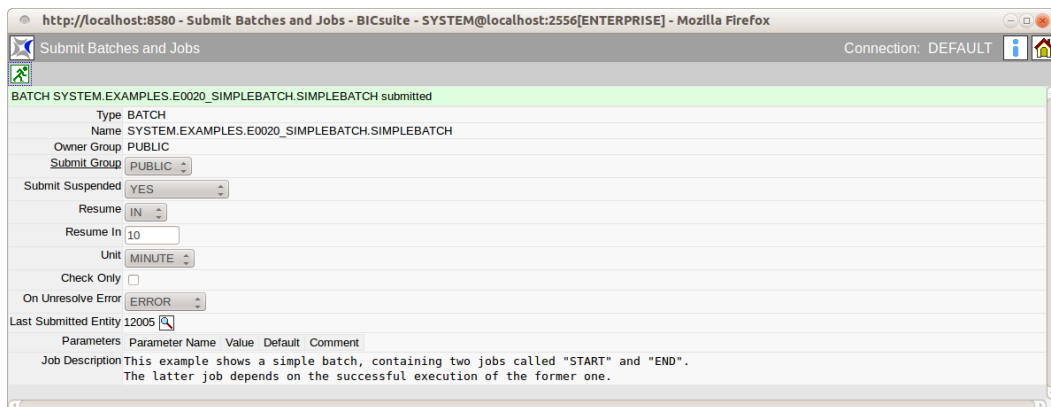 http://localhost:8580 - Submit Batches and Jobs - BICsuite - SYSTEM@localhost:2556[ENTERPRISE] - Mozilla Firefox
Submit Batches and Jobs Connection: DEFAULT
BATCH SYSTEM.EXAMPLES.E0020_SIMPLEBATCH.SIMPLEBATCH submitted
Type BATCH
Name SYSTEM.EXAMPLES.E0020_SIMPLEBATCH.SIMPLEBATCH
Owner Group PUBLIC
Submit Group PUBLIC
Submit Suspended YES
Resume IN
Resume In 10
Unit MINUTE
Check Only
On Unresolve Error ERROR
Last Submitted Entity 12005
Parameters Parameter Name Value Default Comment
Job Description This example shows a simple batch, containing two jobs called "START" and "END".
The latter job depends on the successful execution of the former one.